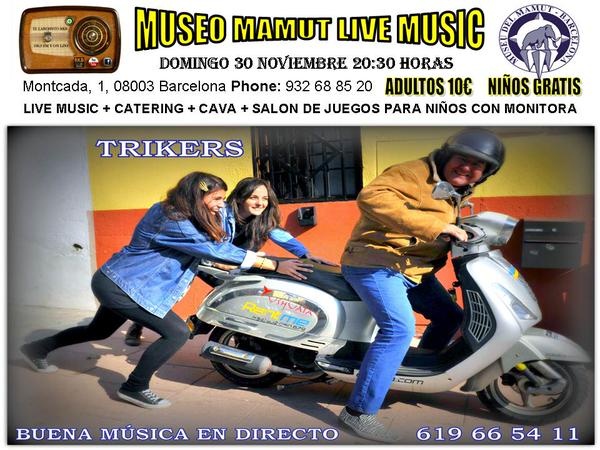 MUSEO MAMUT LIVE MUSIC
DOMINGO 30 NOVIEMBRE 20:30 HORAS
MUSEU DEL MAMUT - BARCELONA
Montcada, 1, 08003 Barcelona Phone: 932 68 85 20 ADULTOS 10€ NIÑOS GRATIS
LIVE MUSIC + CATERING + CAVA + SALON DE JUEGOS PARA NIÑOS CON MONITORA
TRIKERS
Rentme
BUENA MÚSICA EN DIRECTO 619 66 54 11